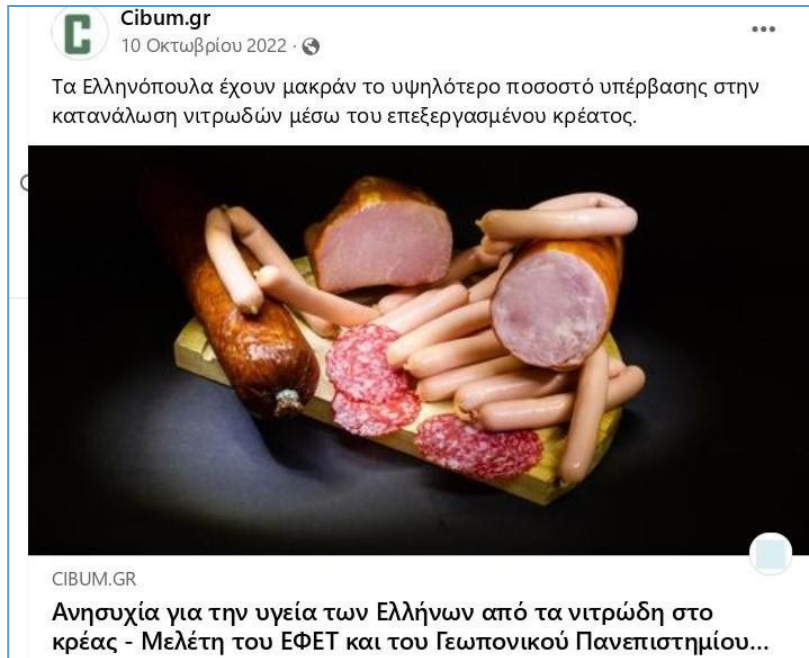 Cibum.gr
10 Οκτωβρίου 2022 ·
Τα Ελληνόπουλα έχουν μακράν το υψηλότερο ποσοστό υπέρβασης στην
κατανάλωση νιτρωδών μέσω του επεξεργασμένου κρέατος.
CIBUM.GR
Ανησυχία για την υγεία των Ελλήνων από τα νιτρώδη στο
κρέας - Μελέτη του ΕΦΕΤ και του Γεωπονικού Πανεπιστημίου...